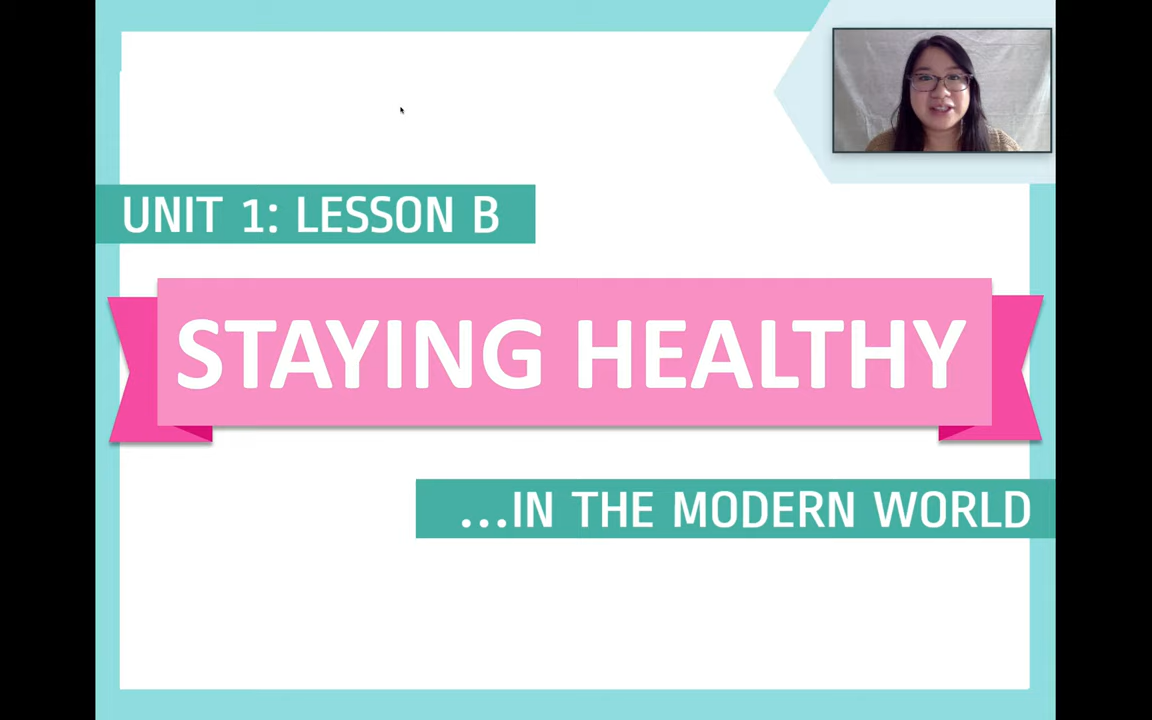 UNIT 1: LESSON B
STAYING HEALTHY
...IN THE MODERN WORLD